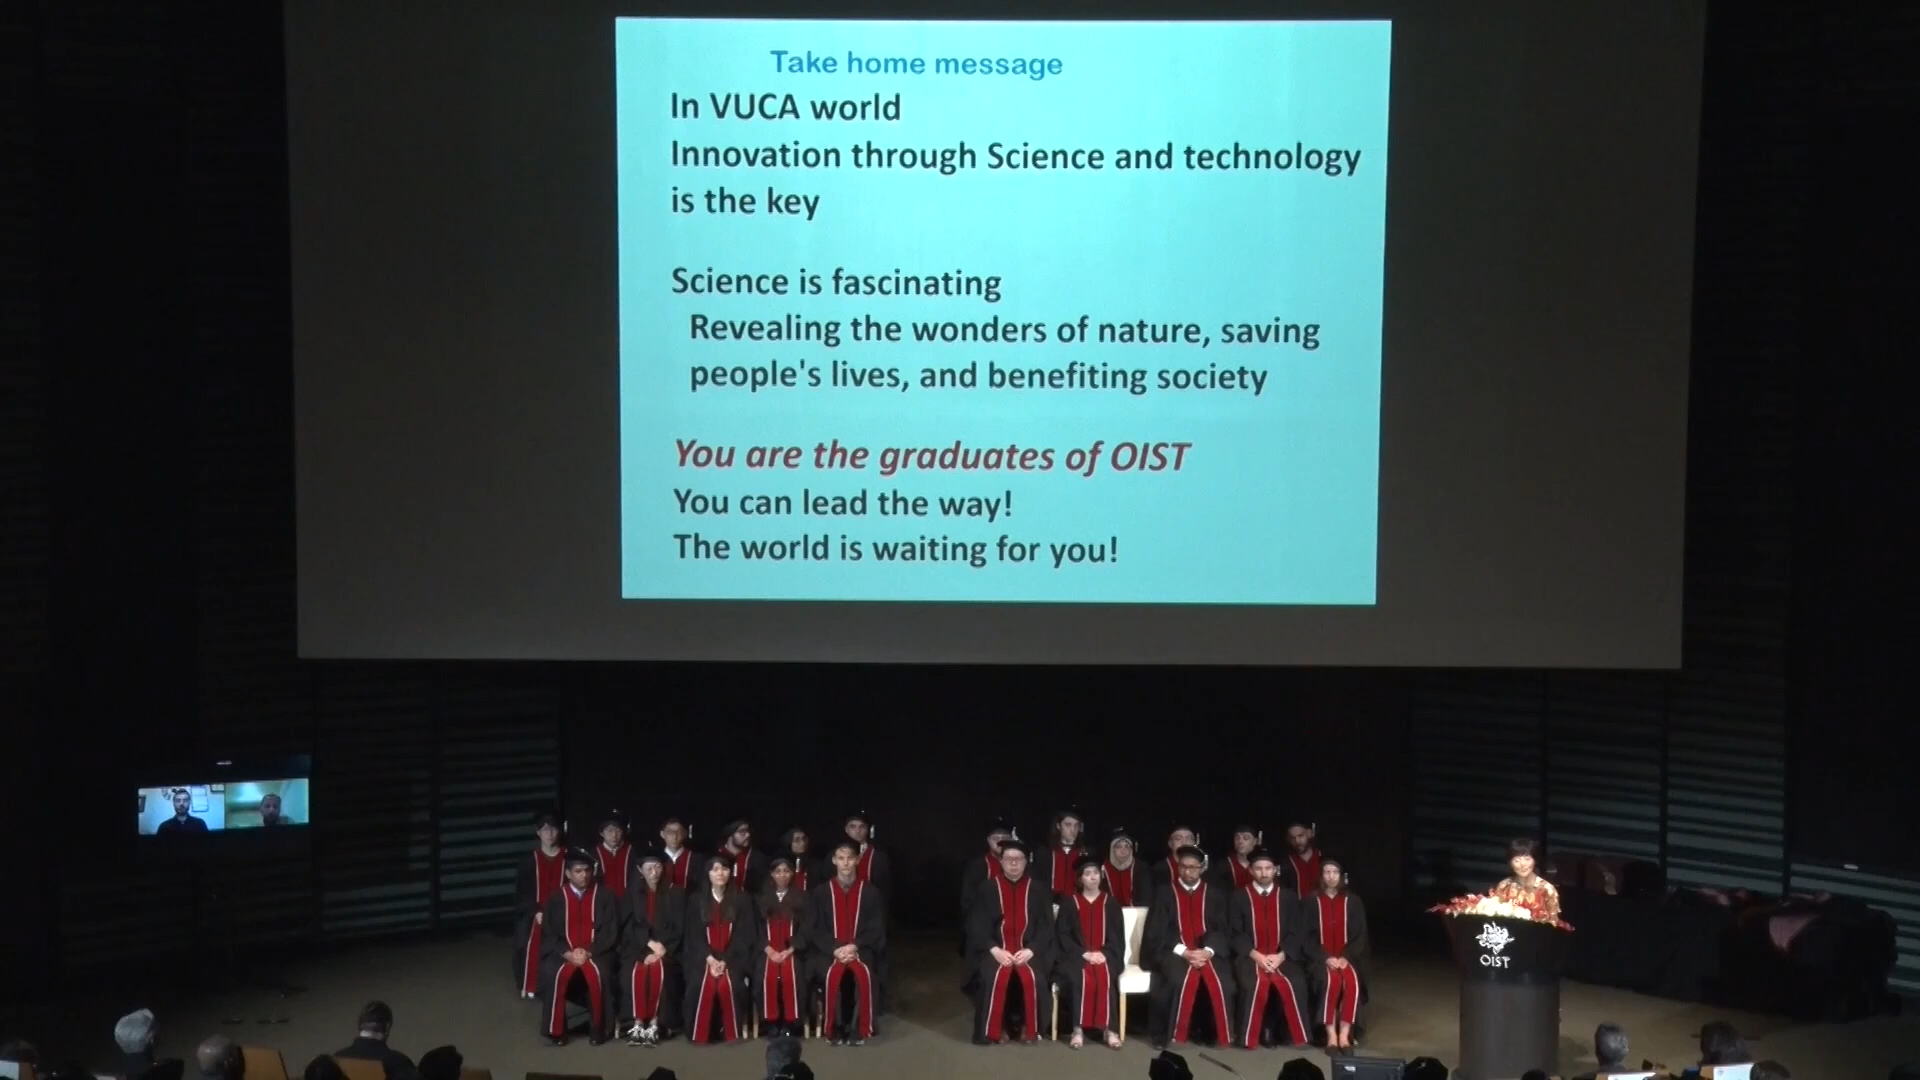 Take home message
In VUCA world
Innovation through Science and technology
is the key
Science is fascinating
Revealing the wonders of nature, saving
people's lives, and benefiting society
You are the graduates of OIST
You can lead the way!
The world is waiting for you!
OIST